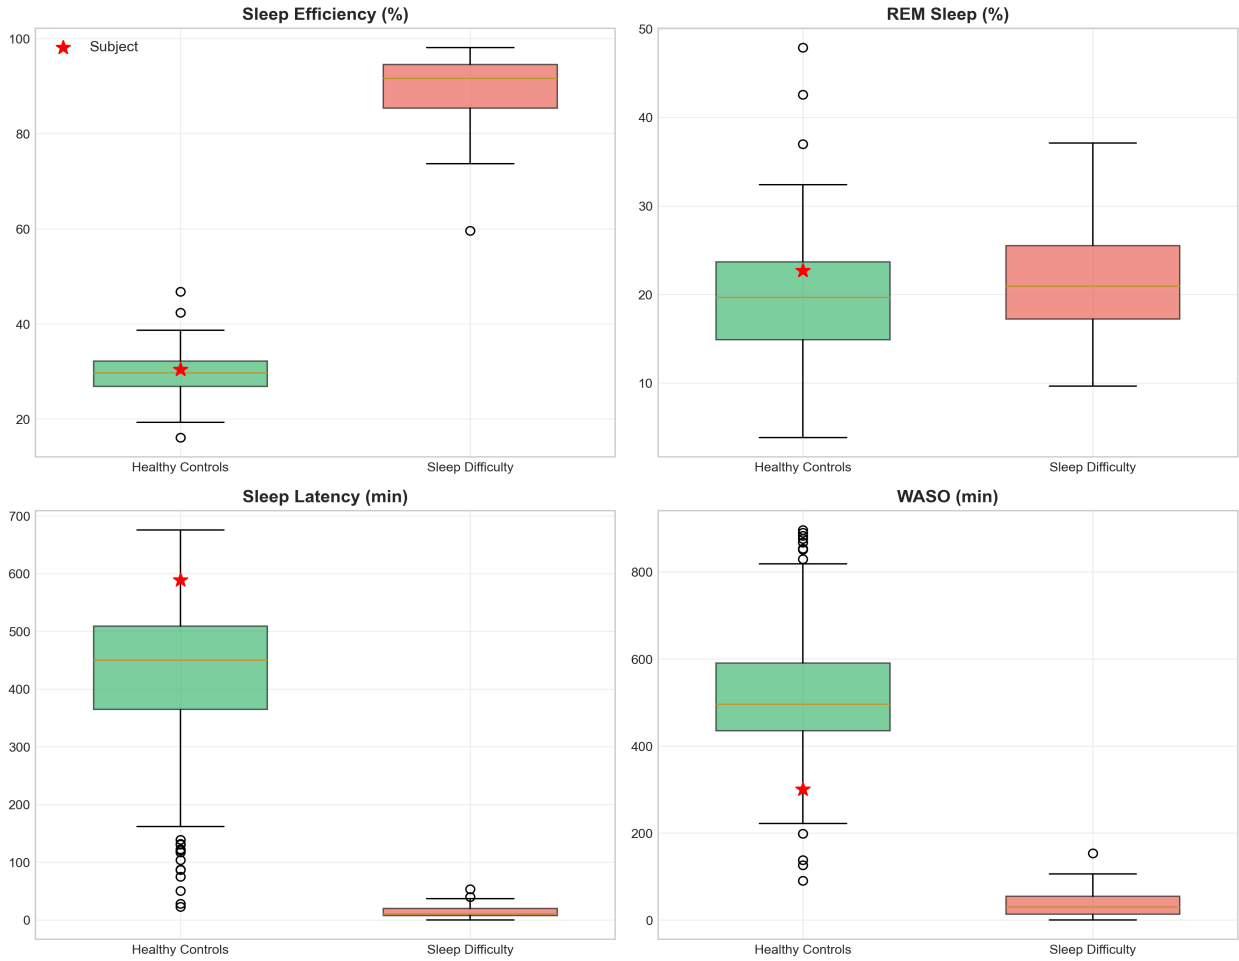 Sleep Efficiency (%)
100
80
60
40
20
Subject
Healthy Controls
Sleep Difficulty
REM Sleep (%)
50
40
30
20
10
Healthy Controls
Sleep Difficulty
Sleep Latency (min)
700
600
500
400
300
200
100
0
Healthy Controls
Sleep Difficulty
WASO (min)
800
600
400
200
0
Healthy Controls
Sleep Difficulty